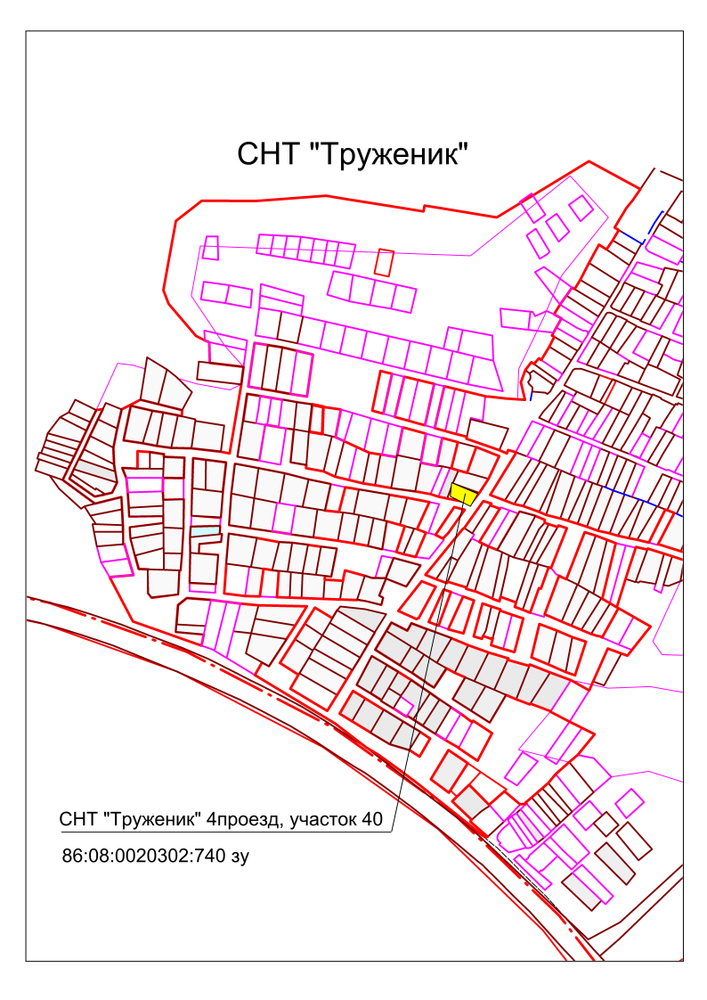 СНТ "Труженик"
СНТ "Труженик" 4проезд, участок 40
86:08:0020302:740 зу